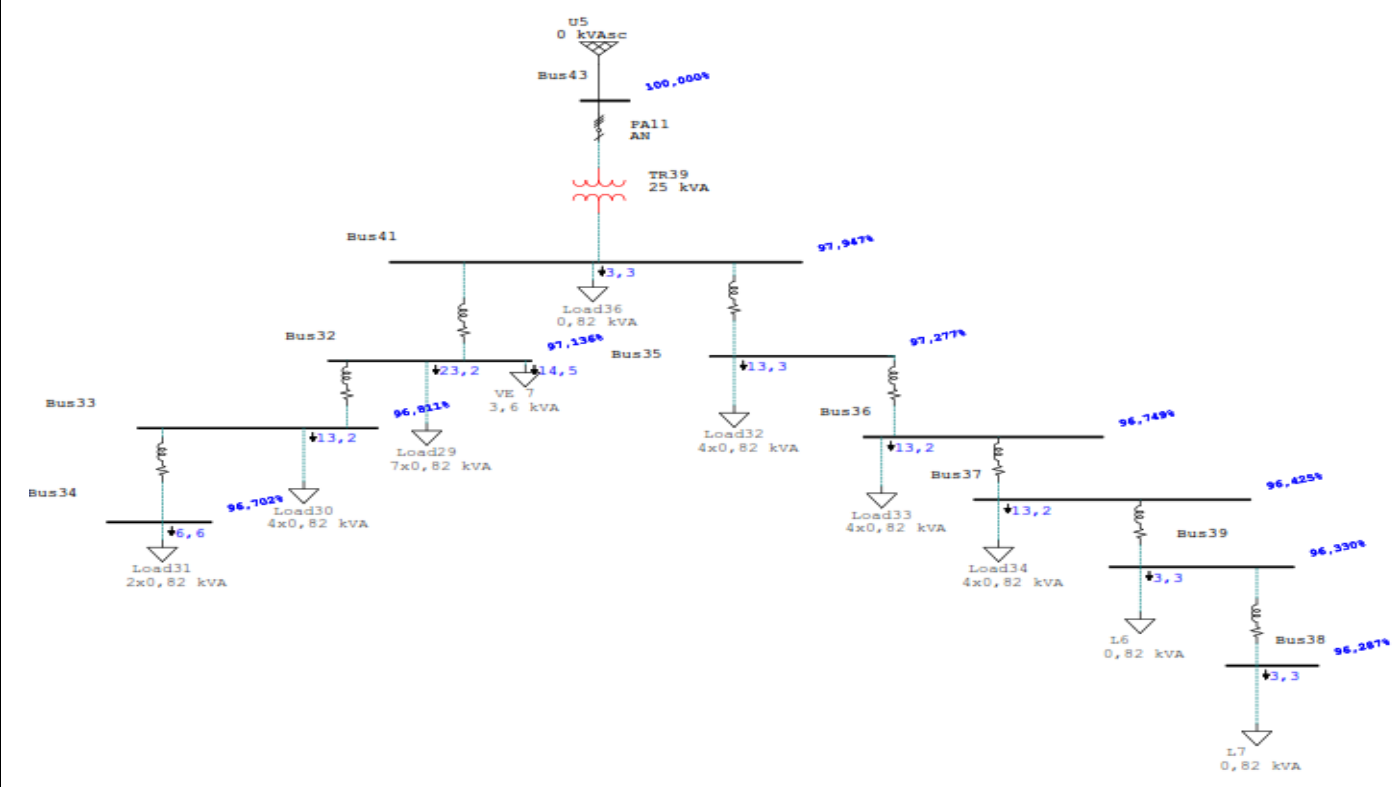 U5
0 kVAsc
Bus43
100,000%
PA11
AN
TR39
25 kVA
Bus41
97,947%
3,3
Load36
0,82 kVA
Bus32
97,136%
Bus35
97,277%
23,2
14,5
13,3
VE 7
3,6 kVA
Bus33
96,811%
Bus36
96,749%
13,2
Load29
7x0,82 kVA
Load32
4x0,82 kVA
13,2
Bus37
96,425%
Bus34
96,702%
Load30
4x0,82 kVA
Load33
4x0,82 kVA
13,2
6,6
Bus39
96,330%
Load31
2x0,82 kVA
Load34
4x0,82 kVA
3,3
L6
0,82 kVA
Bus38
96,287%
3,3
L7
0,82 kVA